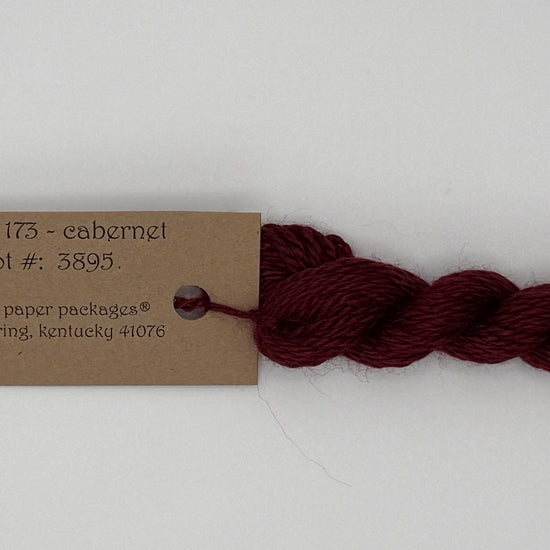 173 - cabernet
ot #: 3895.
paper packages®
ring, kentucky 41076